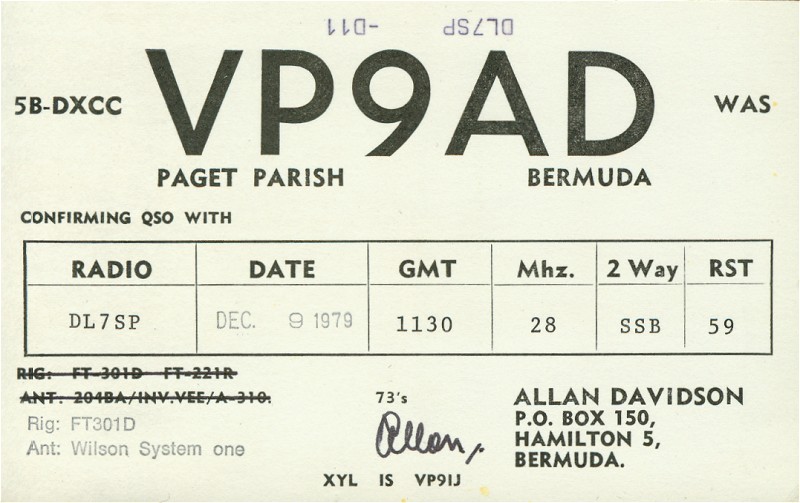 DL7SP -D11
VP9AD
5B-DXCC WAS
PAGET PARISH BERMUDA
CONFIRMING QSO WITH
RADIO DATE GMT Mhz. 2 Way RST
DL7SP DEC. 9 1979 1130 28 SSB 59
RIG: FT-301D FT-221R
ANT: 204BA/INV.VEE/A-310.
Rig: FT301D
Ant: Wilson System one
73's
Allan
ALLAN DAVIDSON
P.O. BOX 150,
HAMILTON 5,
BERMUDA.
XYL IS VP9IJ